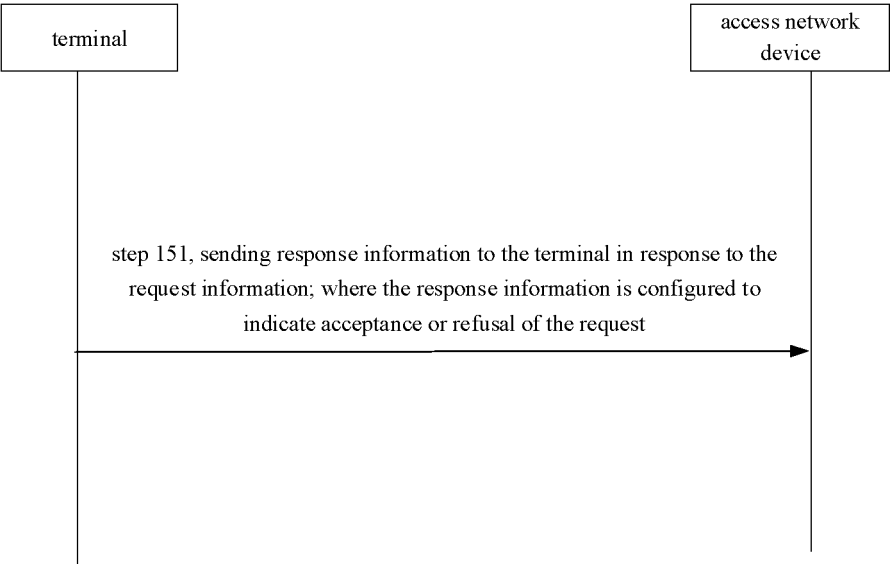 terminal
access network
device
step 151, sending response information to the terminal in response to the
request information; where the response information is configured to
indicate acceptance or refusal of the request